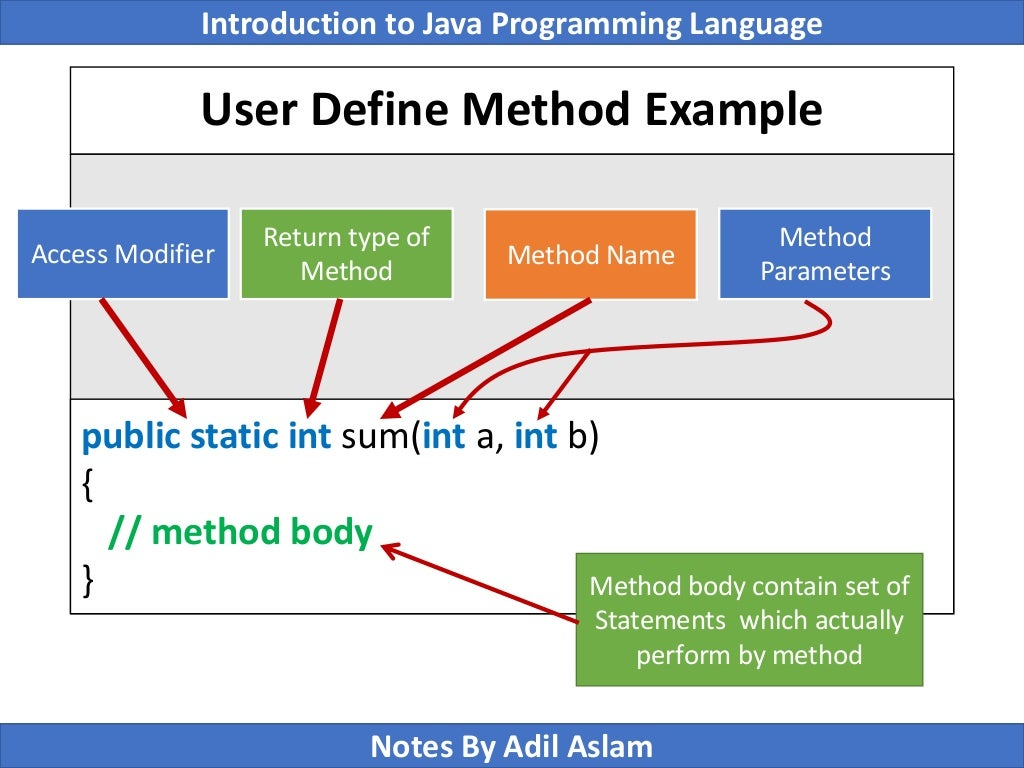 Introduction to Java Programming Language
User Define Method Example
Access Modifier
Return type of
Method
Method Name
Method
Parameters
public static int sum(int a, int b)
{
// method body
}
Method body contain set of
Statements  which actually
perform by method
Notes By Adil Aslam